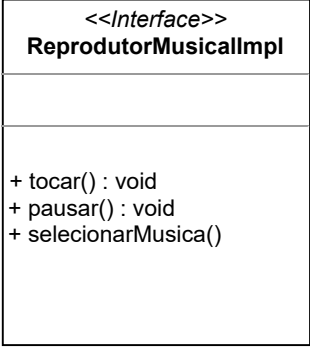 <<Interface>>
ReprodutorMusicalImpl
+ tocar() : void
+ pausar() : void
+ selecionarMusica()